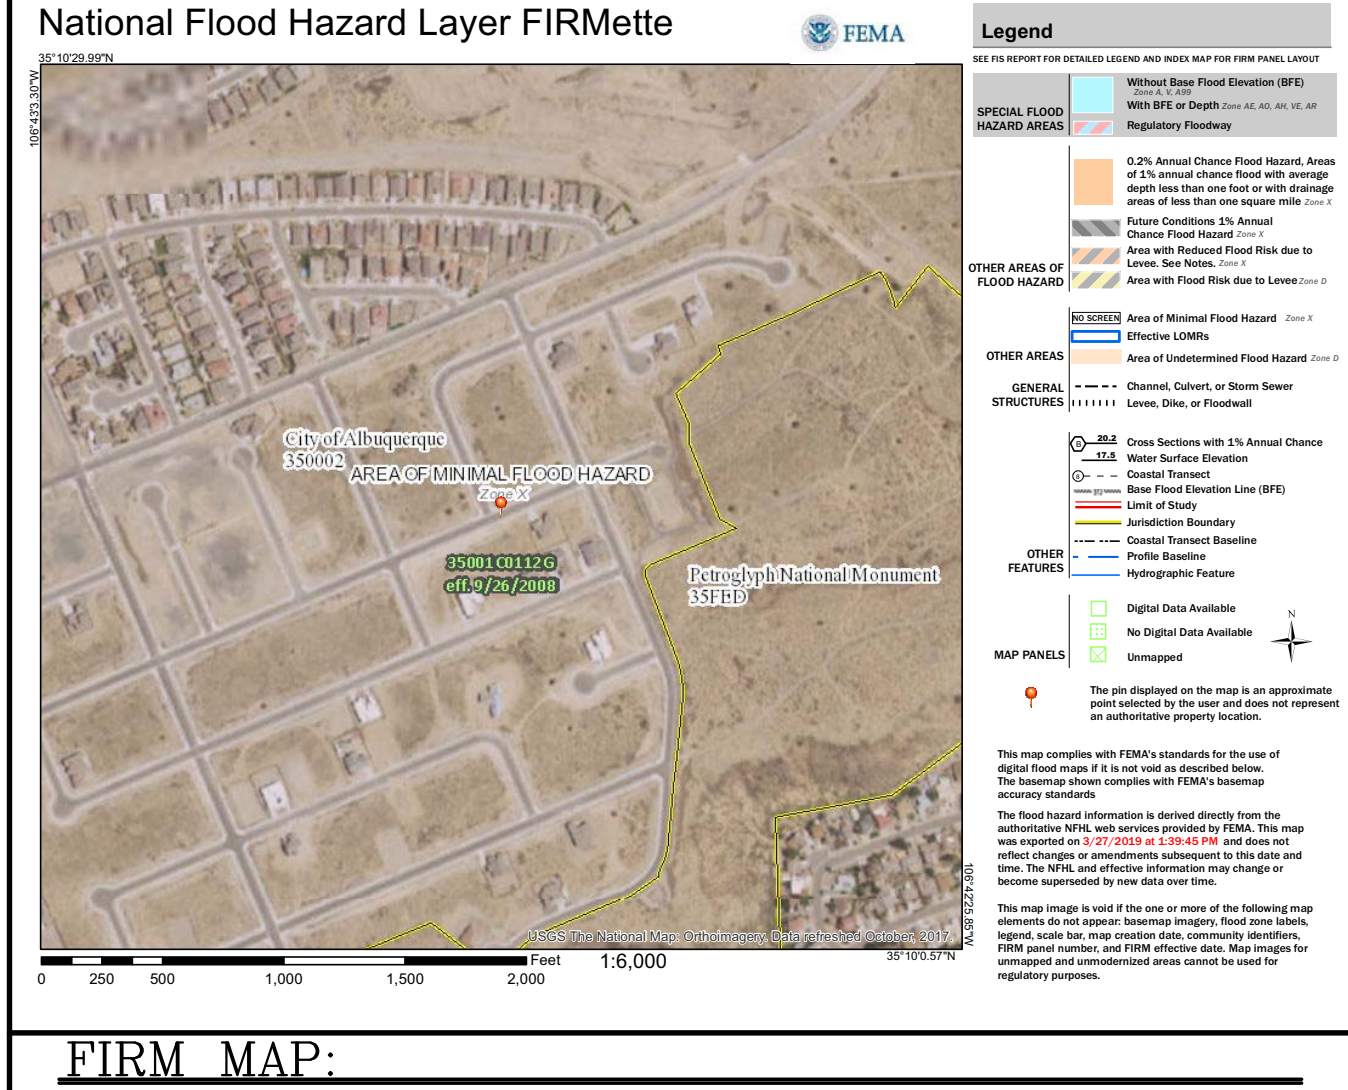 National Flood Hazard Layer FIRMette
FEMA
Legend
SEE FIS REPORT FOR DETAILED LEGEND AND INDEX MAP FOR FIRM PANEL LAYOUT
35°10'29.99"N
106°43'3.30"W
City of Albuquerque
350002
AREA OF MINIMAL FLOOD HAZARD
Zone X
35001C0112G
eff. 9/26/2008
Petroglyph National Monument
35FED
USGS The National Map: Orthoimagery. Data refreshed October, 2017.
106°42'25.85"W
35°10'0.57"N
Feet
1:6,000
0 250 500 1,000 1,500 2,000
SPECIAL FLOOD
HAZARD AREAS
Without Base Flood Elevation (BFE)
Zone A, V, A99
With BFE or Depth Zone AE, AO, AH, VE, AR
Regulatory Floodway
OTHER AREAS OF
FLOOD HAZARD
0.2% Annual Chance Flood Hazard, Areas
of 1% annual chance flood with average
depth less than one foot or with drainage
areas of less than one square mile Zone X
Future Conditions 1% Annual
Chance Flood Hazard Zone X
Area with Reduced Flood Risk due to
Levee. See Notes. Zone X
Area with Flood Risk due to Levee Zone D
OTHER AREAS
NO SCREEN Area of Minimal Flood Hazard Zone X
Effective LOMRs
Area of Undetermined Flood Hazard Zone D
GENERAL
STRUCTURES
Channel, Culvert, or Storm Sewer
Levee, Dike, or Floodwall
OTHER
FEATURES
B 20.2 Cross Sections with 1% Annual Chance
17.5 Water Surface Elevation
8 Coastal Transect
Base Flood Elevation Line (BFE)
Limit of Study
Jurisdiction Boundary
Coastal Transect Baseline
Profile Baseline
Hydrographic Feature
MAP PANELS
Digital Data Available
No Digital Data Available
Unmapped
N
The pin displayed on the map is an approximate
point selected by the user and does not represent
an authoritative property location.
This map complies with FEMA's standards for the use of
digital flood maps if it is not void as described below.
The basemap shown complies with FEMA's basemap
accuracy standards
The flood hazard information is derived directly from the
authoritative NFHL web services provided by FEMA. This map
was exported on 3/27/2019 at 1:39:45 PM and does not
reflect changes or amendments subsequent to this date and
time. The NFHL and effective information may change or
become superseded by new data over time.
This map image is void if the one or more of the following map
elements do not appear: basemap imagery, flood zone labels,
legend, scale bar, map creation date, community identifiers,
FIRM panel number, and FIRM effective date. Map images for
unmapped and unmodernized areas cannot be used for
regulatory purposes.
FIRM MAP: